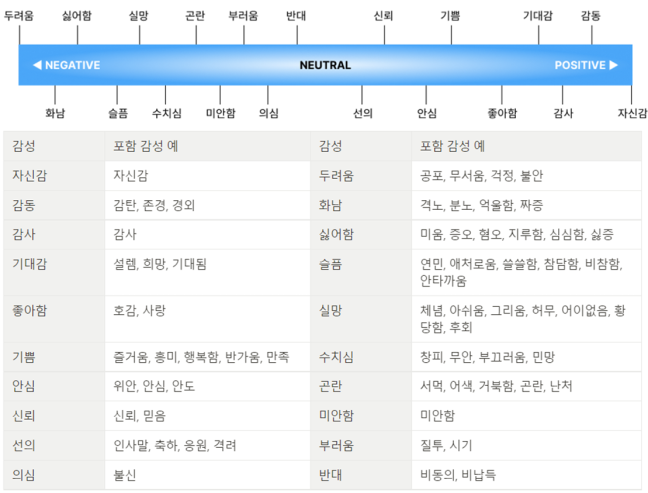 두려움 싫어함 실망 곤란 부러움 반대 신뢰 기쁨 기대감 감동
◀ NEGATIVE NEUTRAL POSITIVE ▶
화남 슬픔 수치심 미안함 의심 선의 안심 좋아함 감사 자신감
감성 포함 감성 예 감성 포함 감성 예
자신감 자신감 두려움 공포, 무서움, 걱정, 불안
감동 감탄, 존경, 경외 화남 격노, 분노, 억울함, 짜증
감사 감사 싫어함 미움, 증오, 혐오, 지루함, 심심함, 싫증
기대감 설렘, 희망, 기대됨 슬픔 연민, 애처로움, 쓸쓸함, 참담함, 비참함,
안타까움
좋아함 호감, 사랑 실망 체념, 아쉬움, 그리움, 허무, 어이없음, 황
당함, 후회
기쁨 즐거움, 흥미, 행복함, 반가움, 만족 수치심 창피, 무안, 부끄러움, 민망
안심 위안, 안심, 안도 곤란 서먹, 어색, 거북함, 곤란, 난처
신뢰 신뢰, 믿음 미안함 미안함
선의 인사말, 축하, 응원, 격려 부러움 질투, 시기
의심 불신 반대 비동의, 비납득